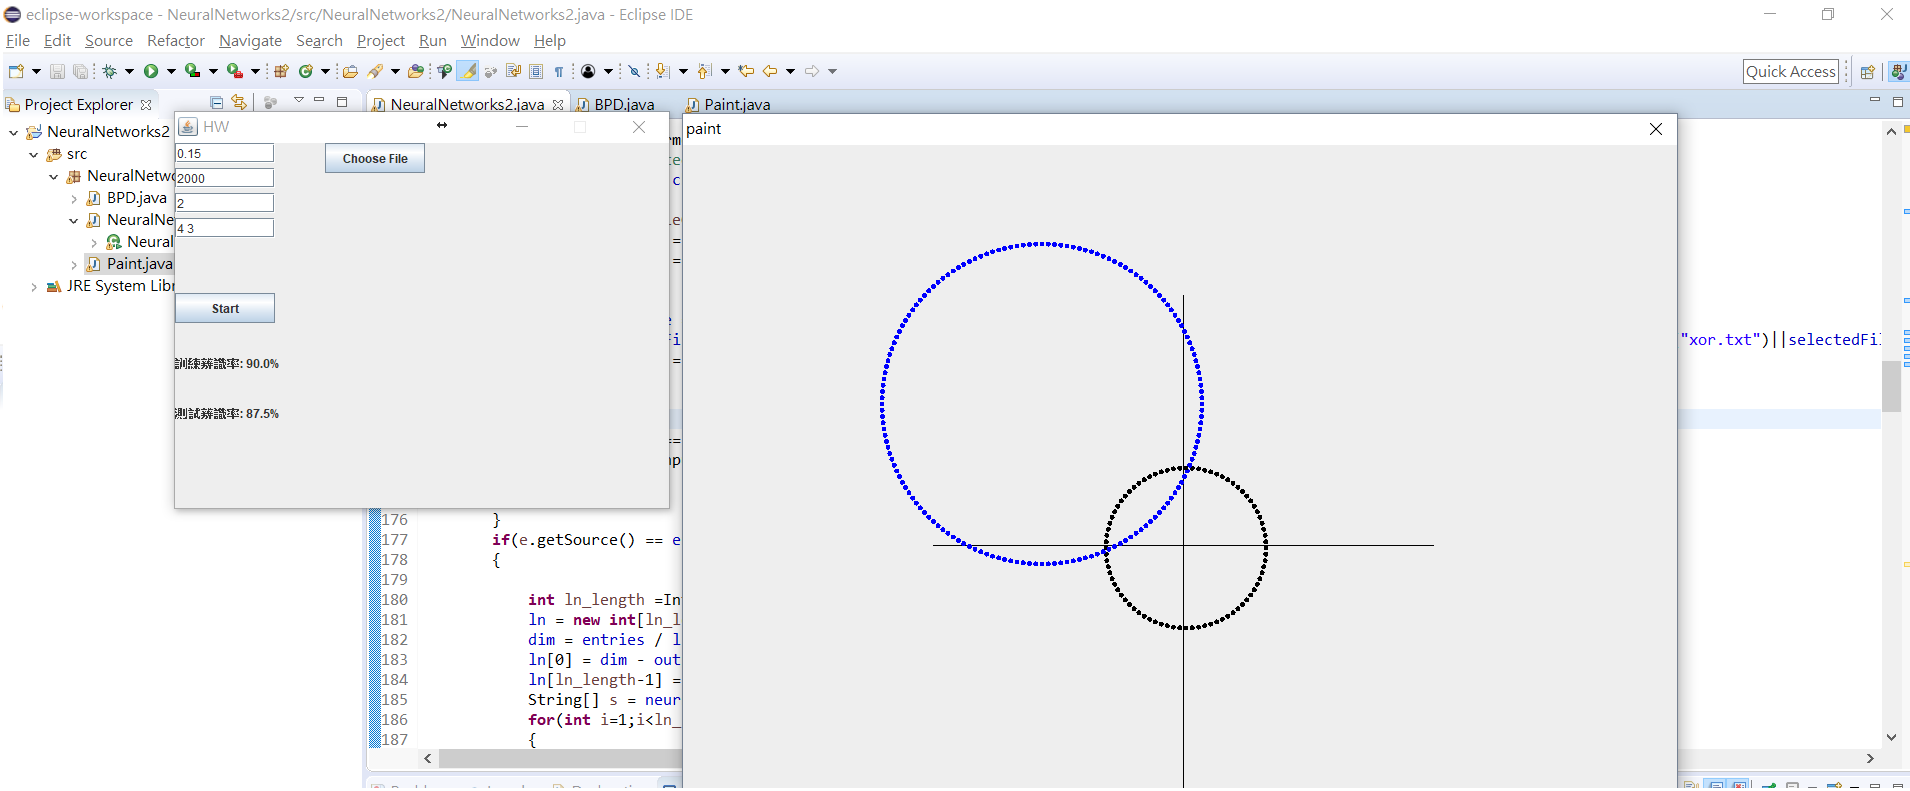 eclipse-workspace - NeuralNetworks2/src/NeuralNetworks2/NeuralNetworks2.java - Eclipse IDE
File Edit Source Refactor Navigate Search Project Run Window Help
Quick Access
Project Explorer
NeuralNetworks2.java BPD.java Paint.java
NeuralNetworks2
src
NeuralNetwo
BPD.java
NeuralNe
Neural
Paint.java
JRE System Libr
HW
0.15
2000
2
4 3
Choose File
Start
訓練辨識率: 90.0%
測試辨識率: 87.5%
paint
"xor.txt")||selectedFi
176 }
177 if(e.getSource() == e
178 {
179
180 int ln_length =In
181 ln = new int[ln_l
182 dim = entries / l
183 ln[0] = dim - out
184 ln[ln_length-1] =
185 String[] s = neur
186 for(int i=1;i<ln_
187 {